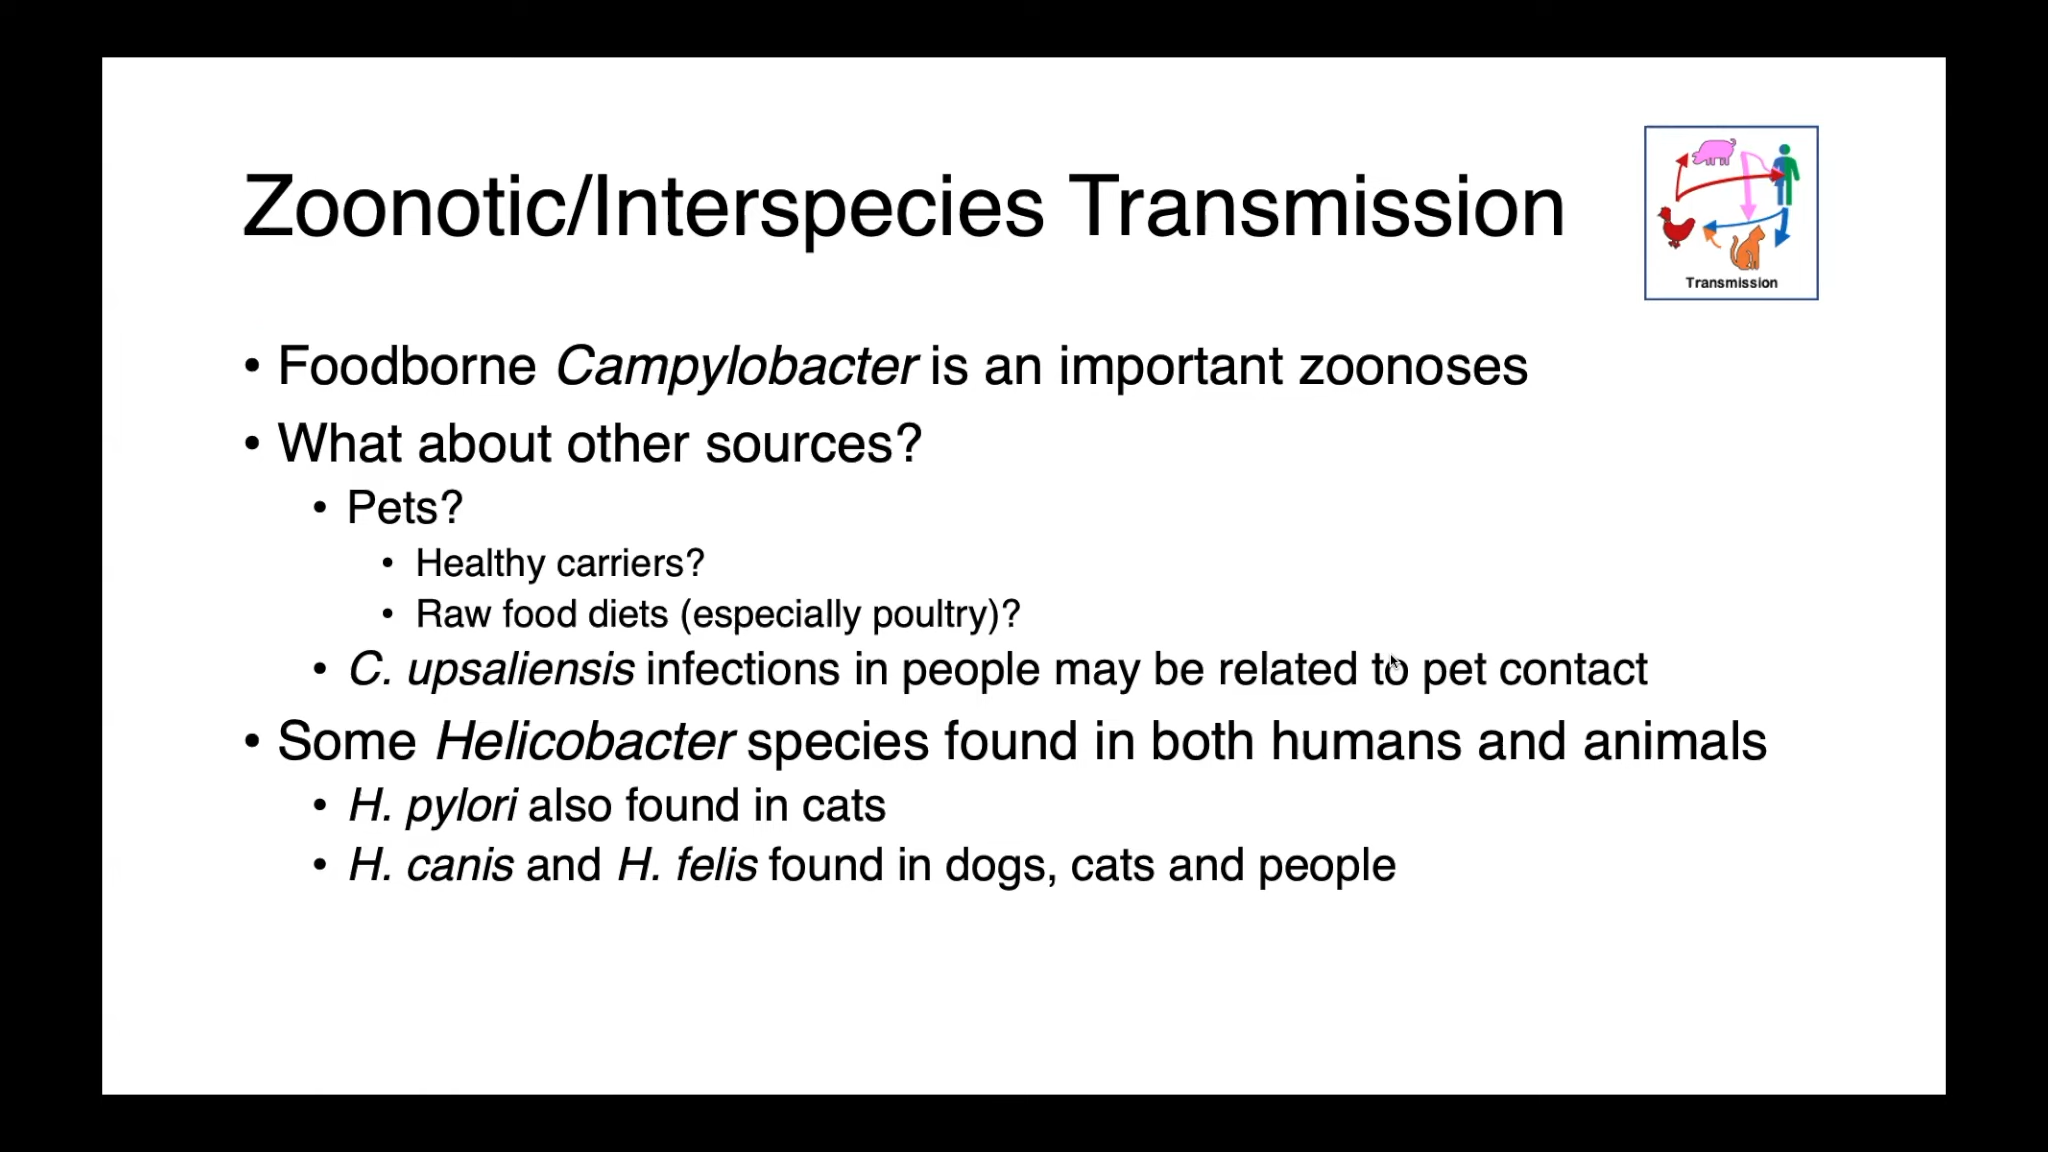 Zoonotic/Interspecies Transmission
Transmission
• Foodborne Campylobacter is an important zoonoses
• What about other sources?
• Pets?
• Healthy carriers?
• Raw food diets (especially poultry)?
• C. upsaliensis infections in people may be related to pet contact
• Some Helicobacter species found in both humans and animals
• H. pylori also found in cats
• H. canis and H. felis found in dogs, cats and people